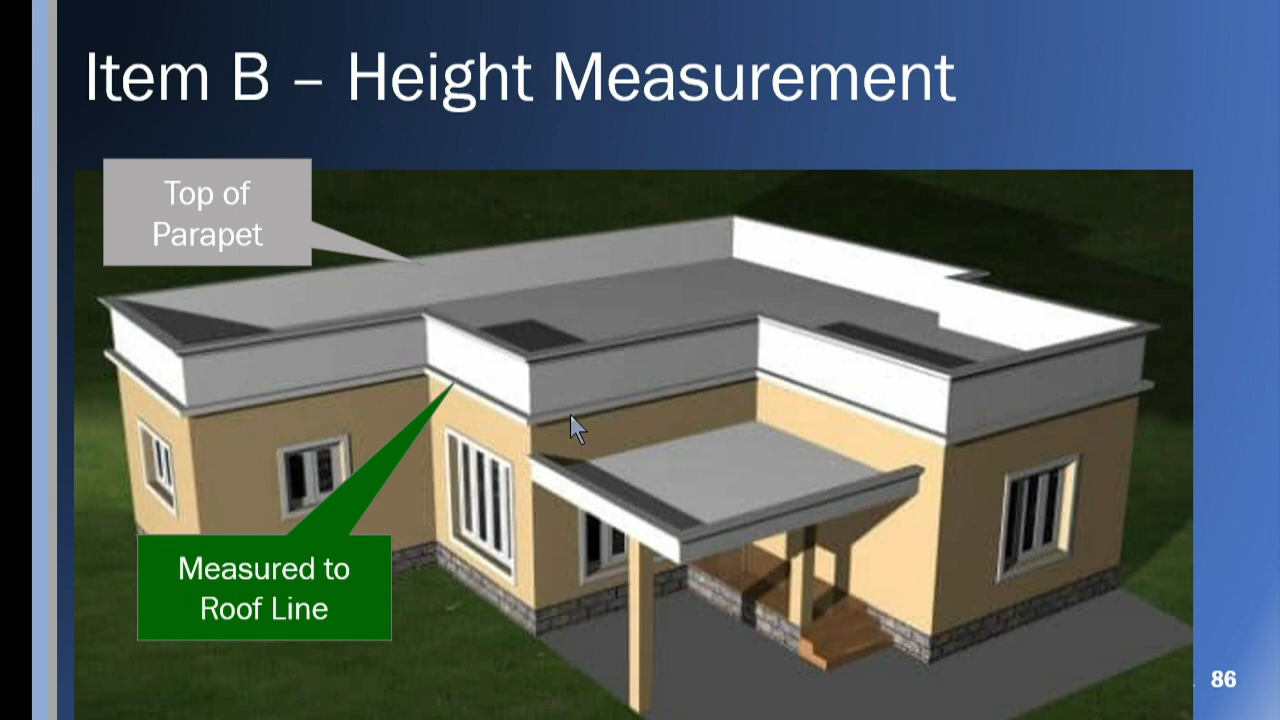 Item B – Height Measurement
Top of
Parapet
Measured to
Roof Line
86